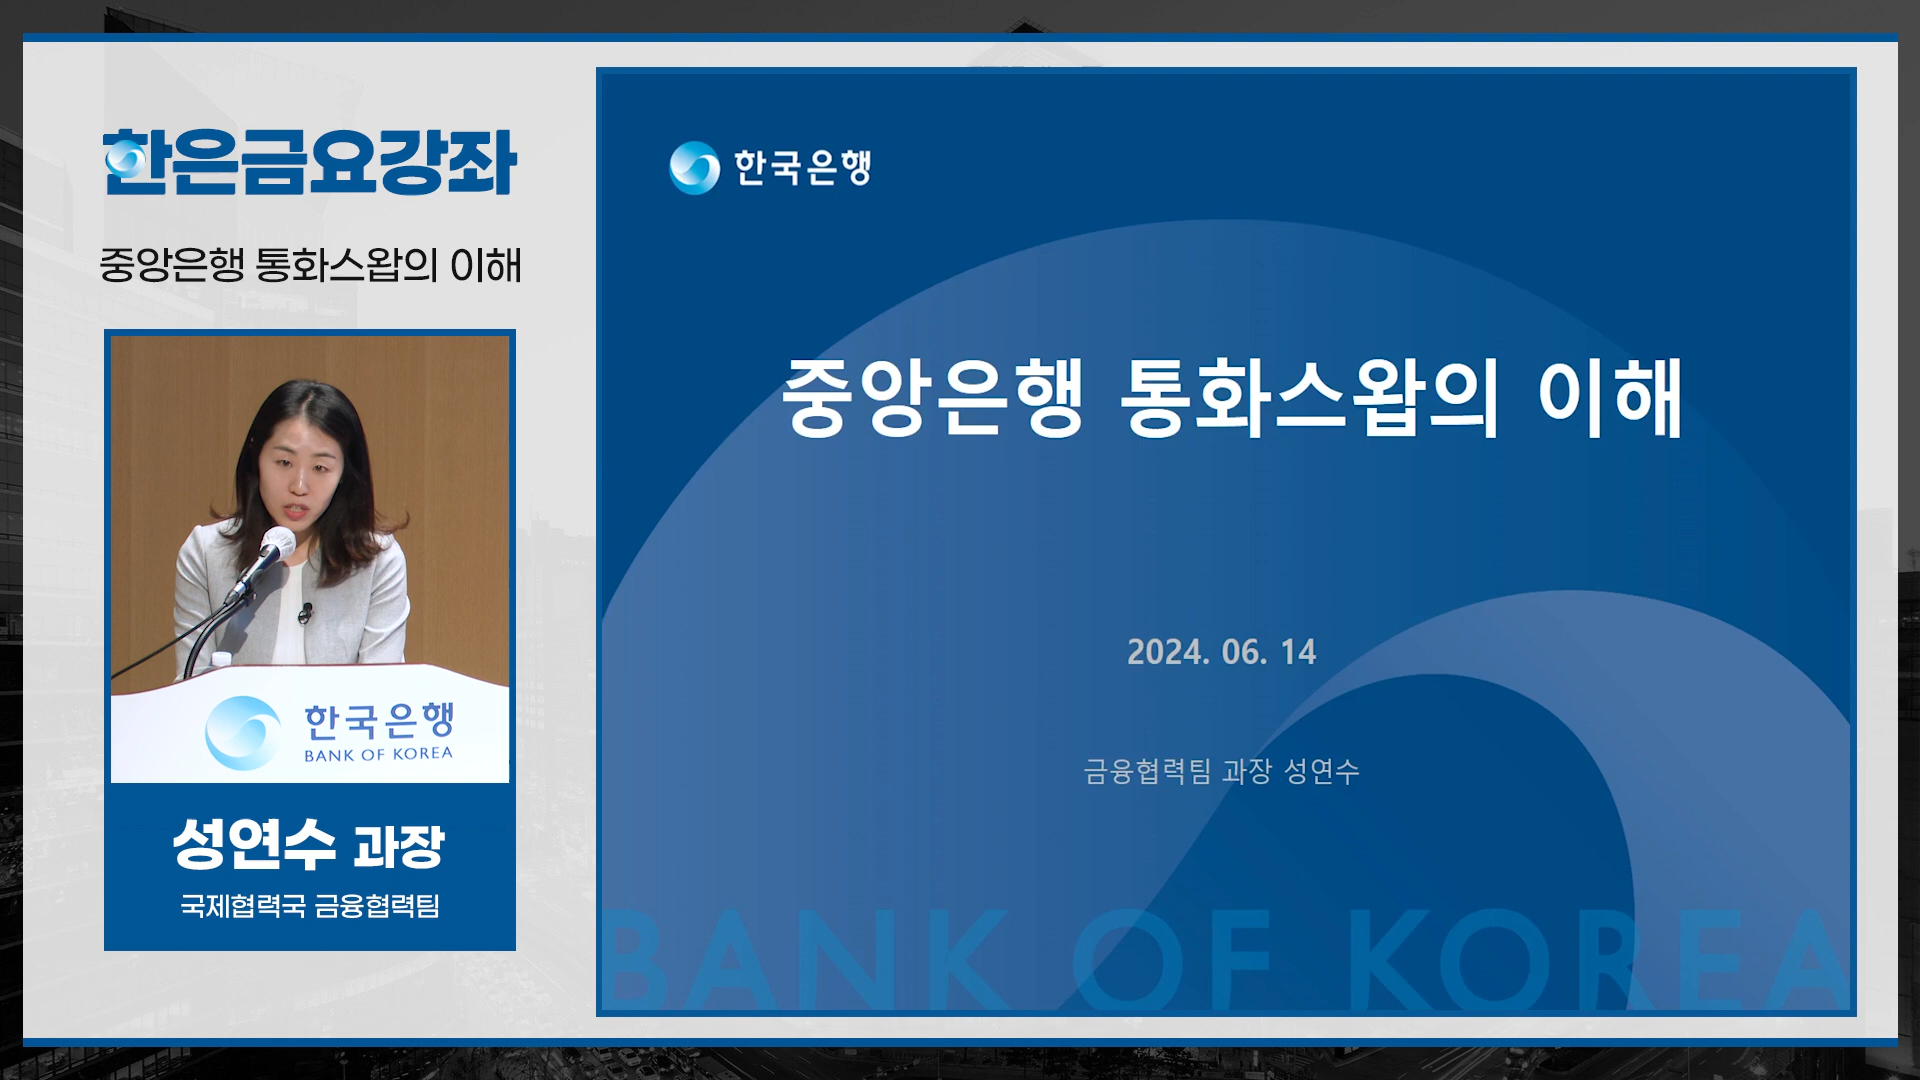 한은금요강좌
중앙은행 통화스왑의 이해
한국은행
BANK OF KOREA
성연수 과장
국제협력국 금융협력팀
한국은행
중앙은행 통화스왑의 이해
2024. 06. 14
금융협력팀 과장 성연수
BANK OF KOREA